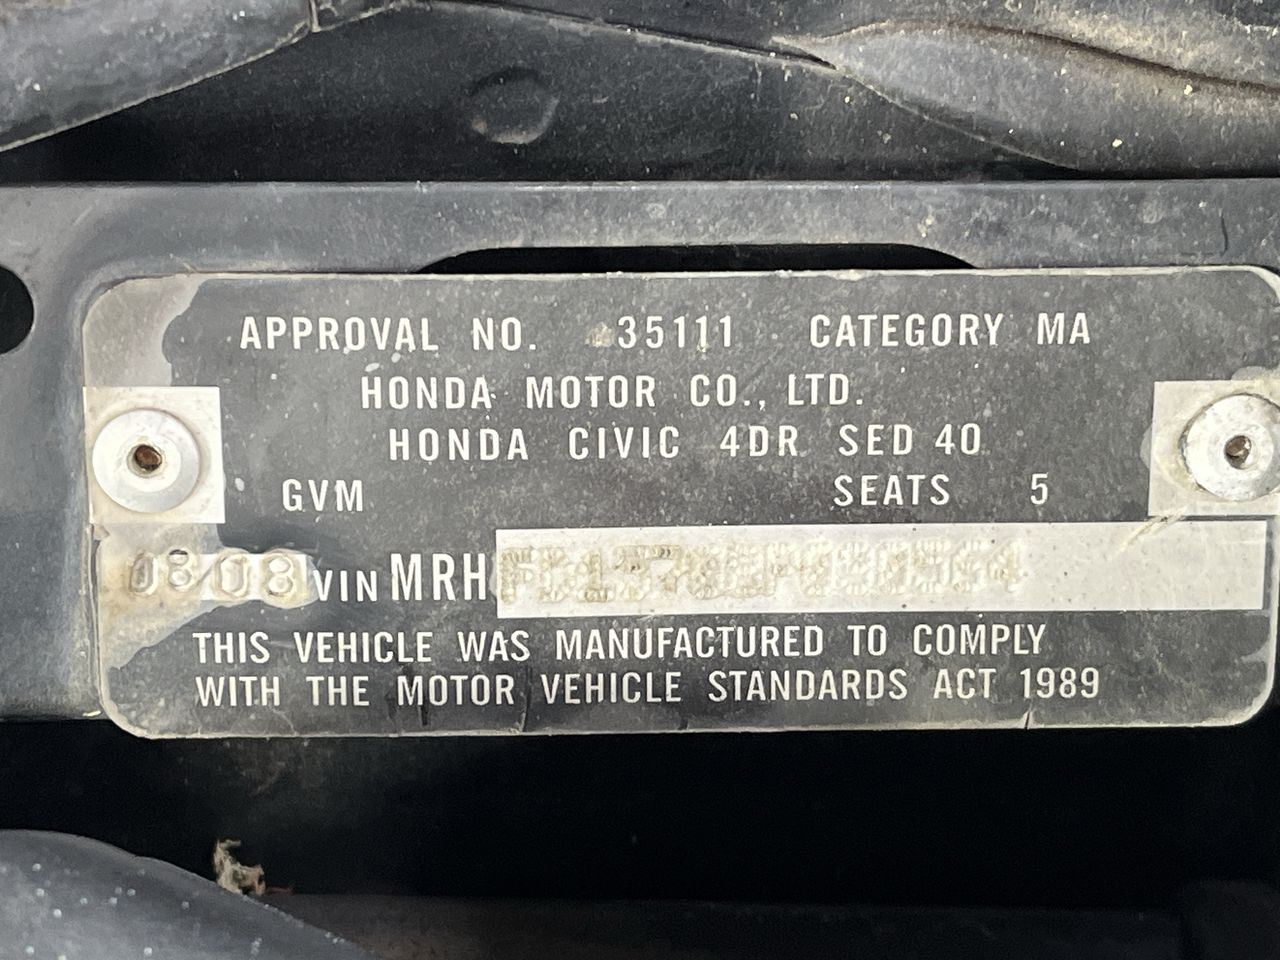 APPROVAL NO. 35111 CATEGORY MA
HONDA MOTOR CO., LTD.
HONDA CIVIC 4DR SED 40
GVM SEATS 5
08/08 VIN MRH
THIS VEHICLE WAS MANUFACTURED TO COMPLY
WITH THE MOTOR VEHICLE STANDARDS ACT 1989